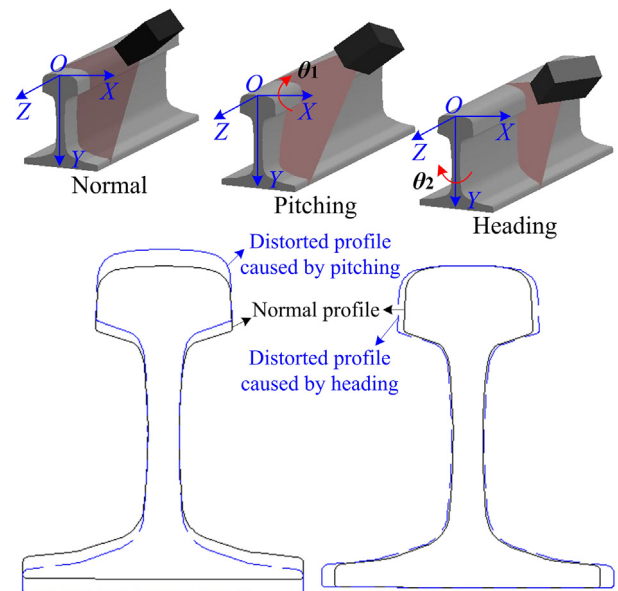 O
X
Z
Y
Normal
O
θ1
X
Z
Y
Pitching
O
X
Z
θ2
Y
Heading
Distorted profile
caused by pitching
Normal profile
Distorted profile
caused by heading